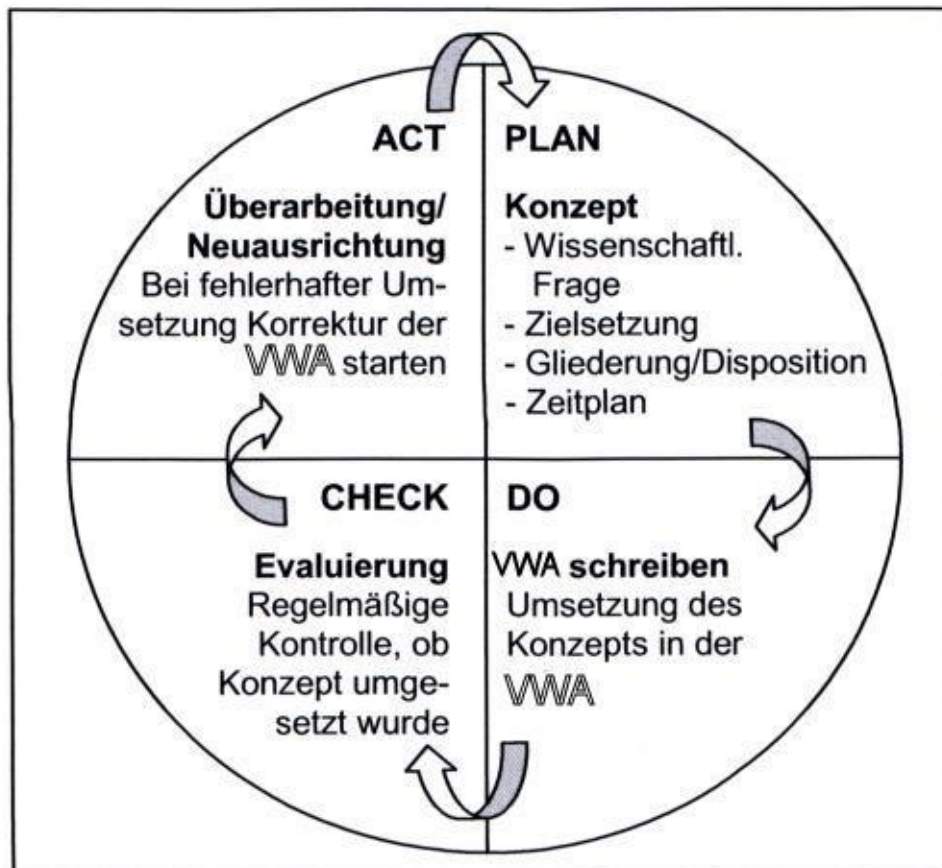 ACT
Überarbeitung/
Neuausrichtung
Bei fehlerhafter Um-
setzung Korrektur der
VWA starten
PLAN
Konzept
- Wissenschaftl.
Frage
- Zielsetzung
- Gliederung/Disposition
- Zeitplan
CHECK
Evaluierung
Regelmäßige
Kontrolle, ob
Konzept umge-
setzt wurde
DO
VWA schreiben
Umsetzung des
Konzepts in der
VWA